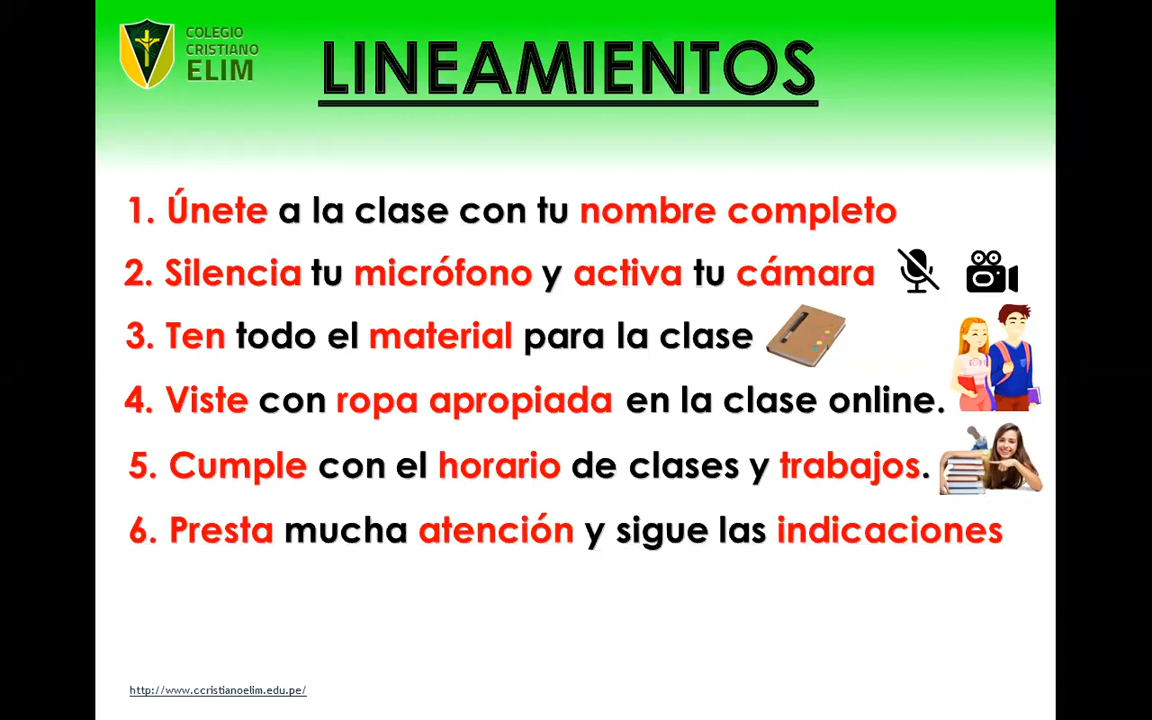 COLEGIO
CRISTIANO
ELIM
LINEAMIENTOS
1. Únete a la clase con tu nombre completo
2. Silencia tu micrófono y activa tu cámara
3. Ten todo el material para la clase
4. Viste con ropa apropiada en la clase online.
5. Cumple con el horario de clases y trabajos.
6. Presta mucha atención y sigue las indicaciones
http://www.ccristianoelim.edu.pe/